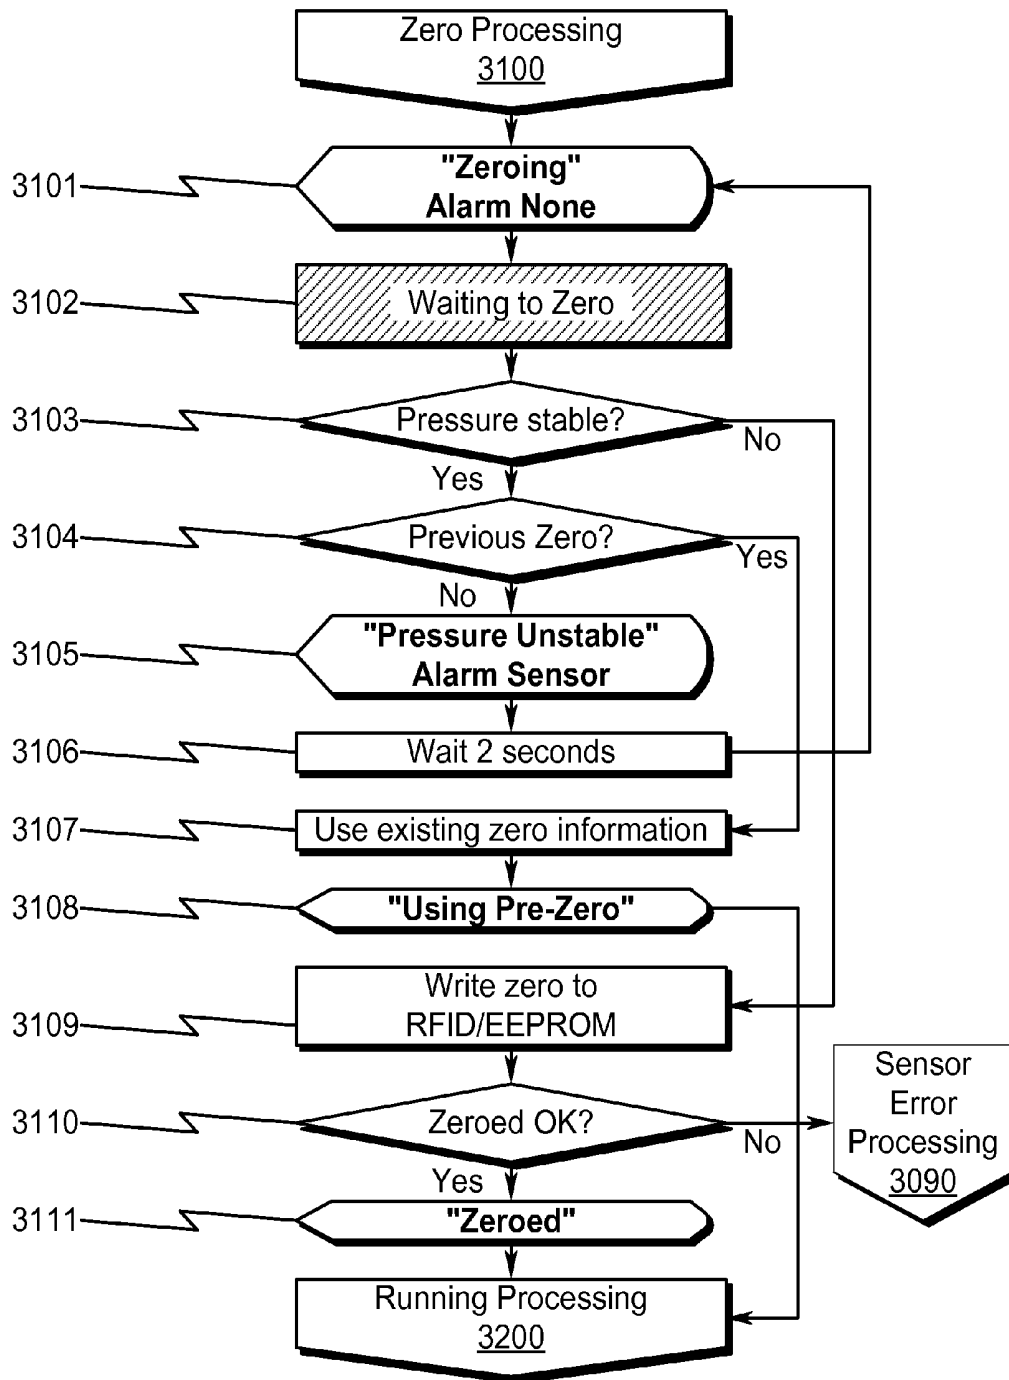 Zero Processing
3100
3101
"Zeroing"
Alarm None
3102
Waiting to Zero
3103
Pressure stable?
No
Yes
3104
Previous Zero?
Yes
No
3105
"Pressure Unstable"
Alarm Sensor
3106
Wait 2 seconds
3107
Use existing zero information
3108
"Using Pre-Zero"
3109
Write zero to
RFID/EEPROM
3110
Zeroed OK?
No
Sensor
Error
Processing
3090
Yes
3111
"Zeroed"
Running Processing
3200